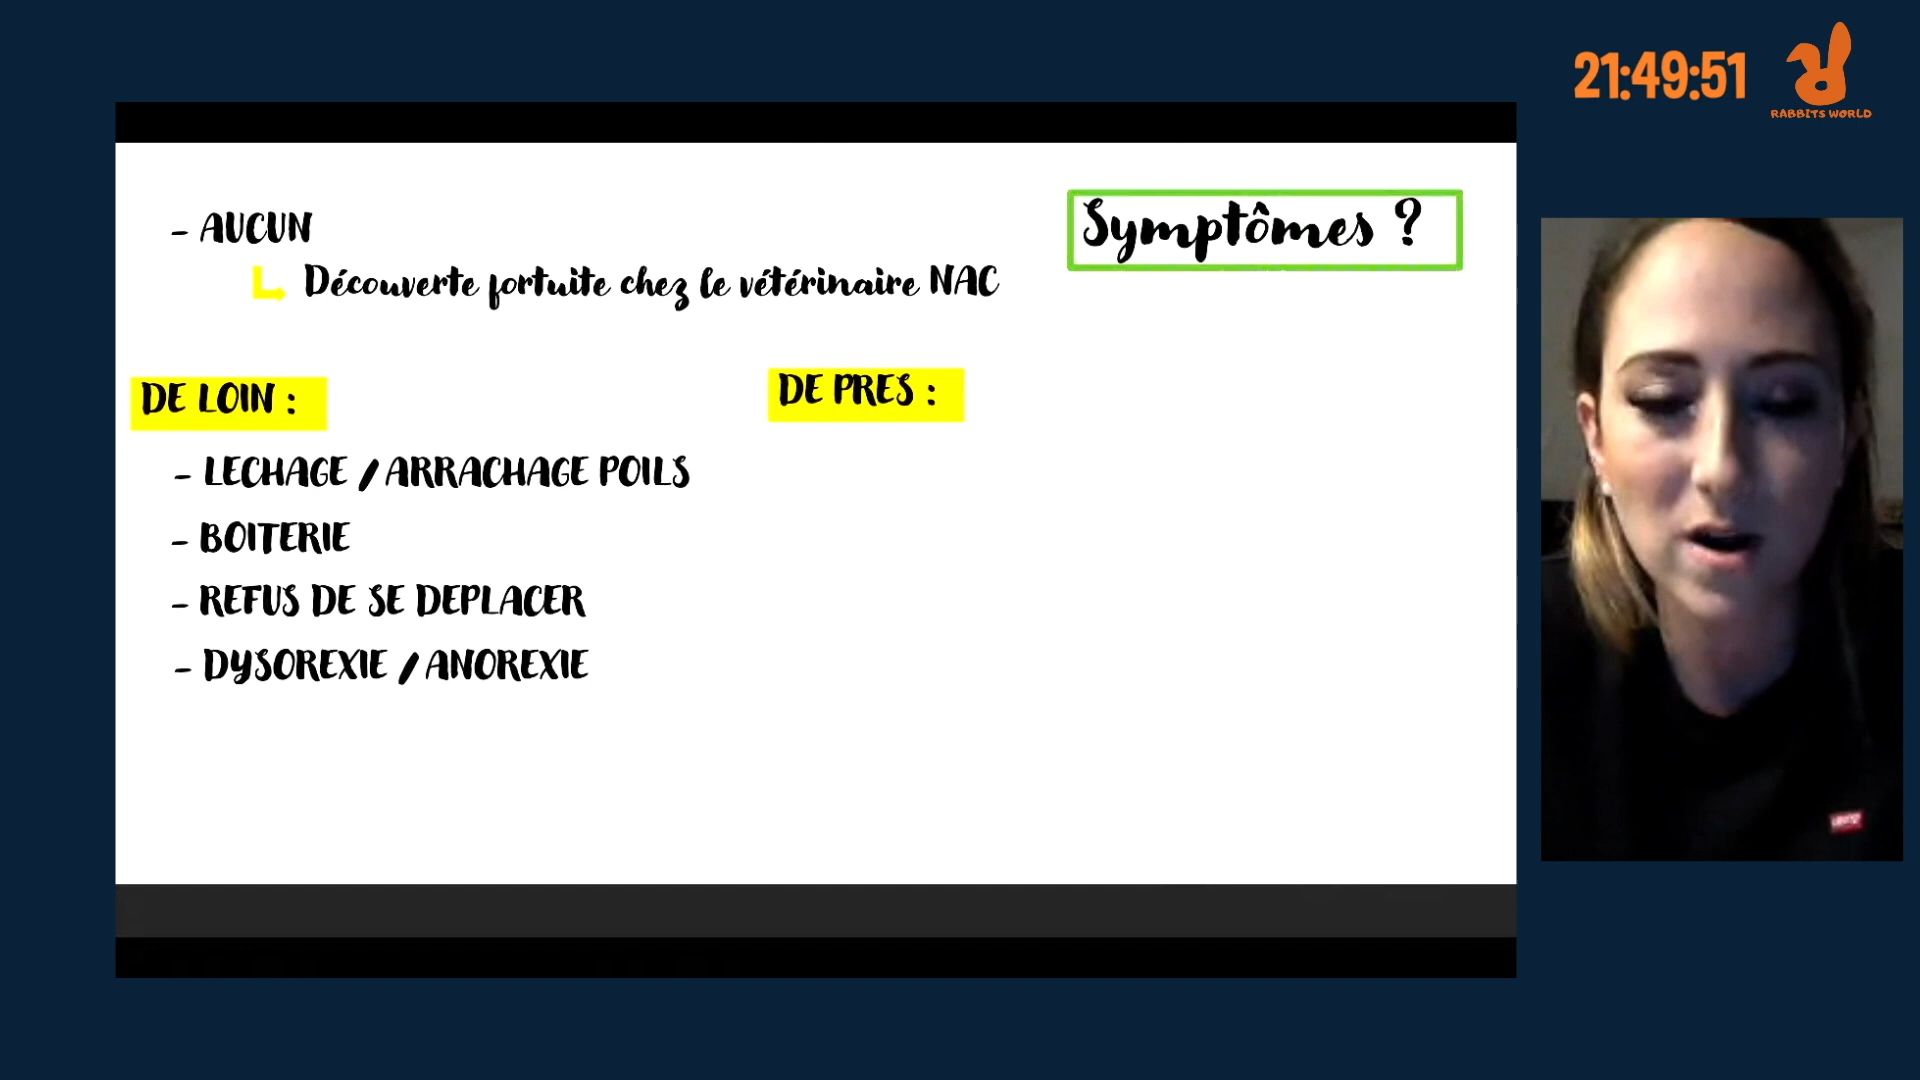 21:49:51
RABBITS WORLD
Symptômes ?
- AUCUN
Découverte fortuite chez le vétérinaire NAC
DE LOIN :
- LECHAGE / ARRACHAGE POILS
- BOITERIE
- REFUS DE SE DEPLACER
- DYSOREXIE / ANOREXIE
DE PRES :